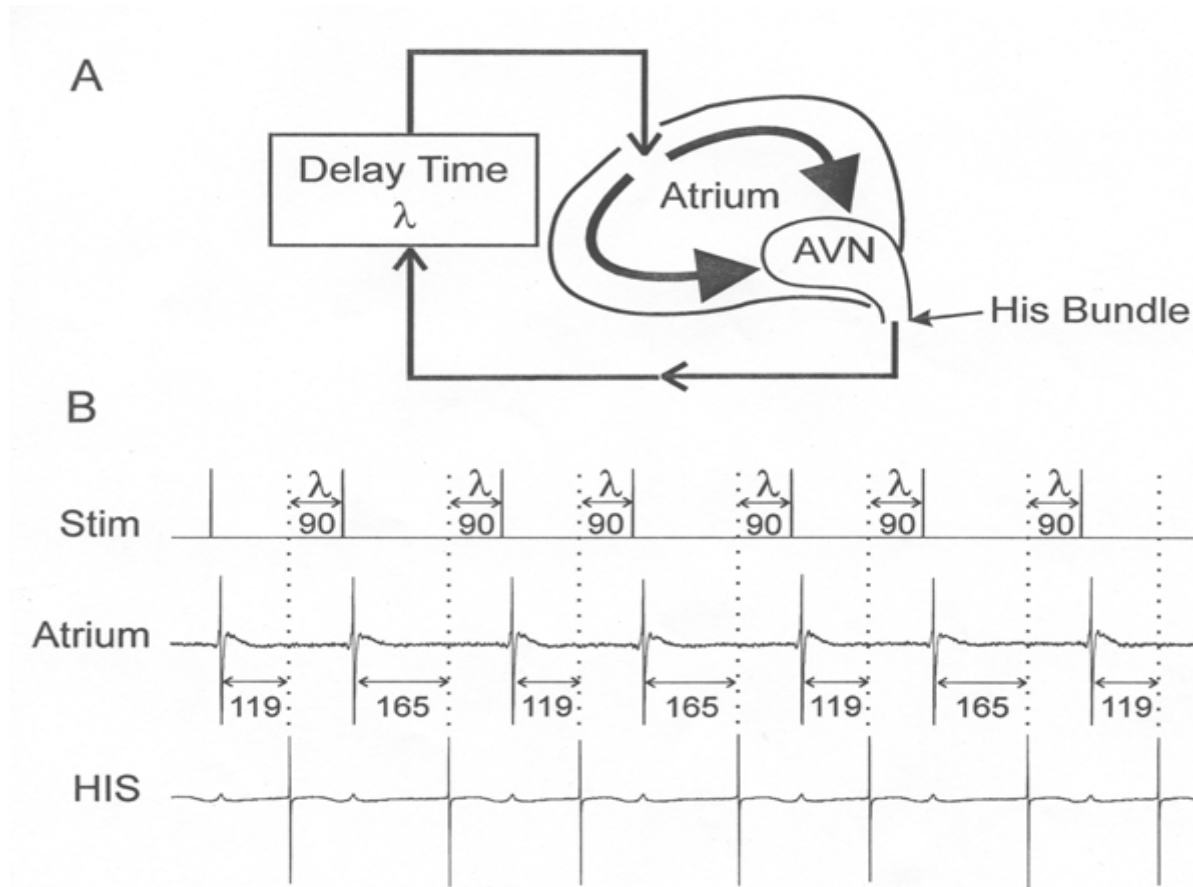 A
Delay Time
λ
Atrium
AVN
His Bundle
B
λ λ λ λ λ λ
Stim 90 90 90 90 90 90
Atrium
119 165 119 165 119 165 119
HIS